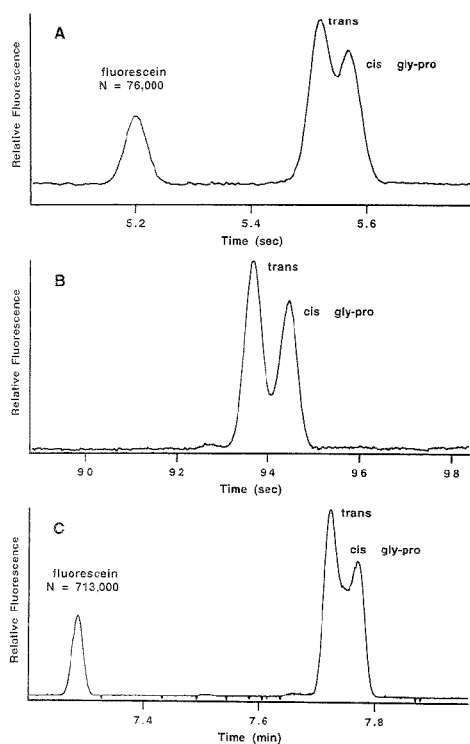 A
trans
cis gly-pro
fluorescein
N = 76,000
Relative Fluorescence
5.2 5.4 5.6
Time (sec)
B
trans
cis gly-pro
Relative Fluorescence
90 92 94 96 98
Time (sec)
C
trans
cis gly-pro
fluorescein
N = 713,000
Relative Fluorescence
7.4 7.6 7.8
Time (min)